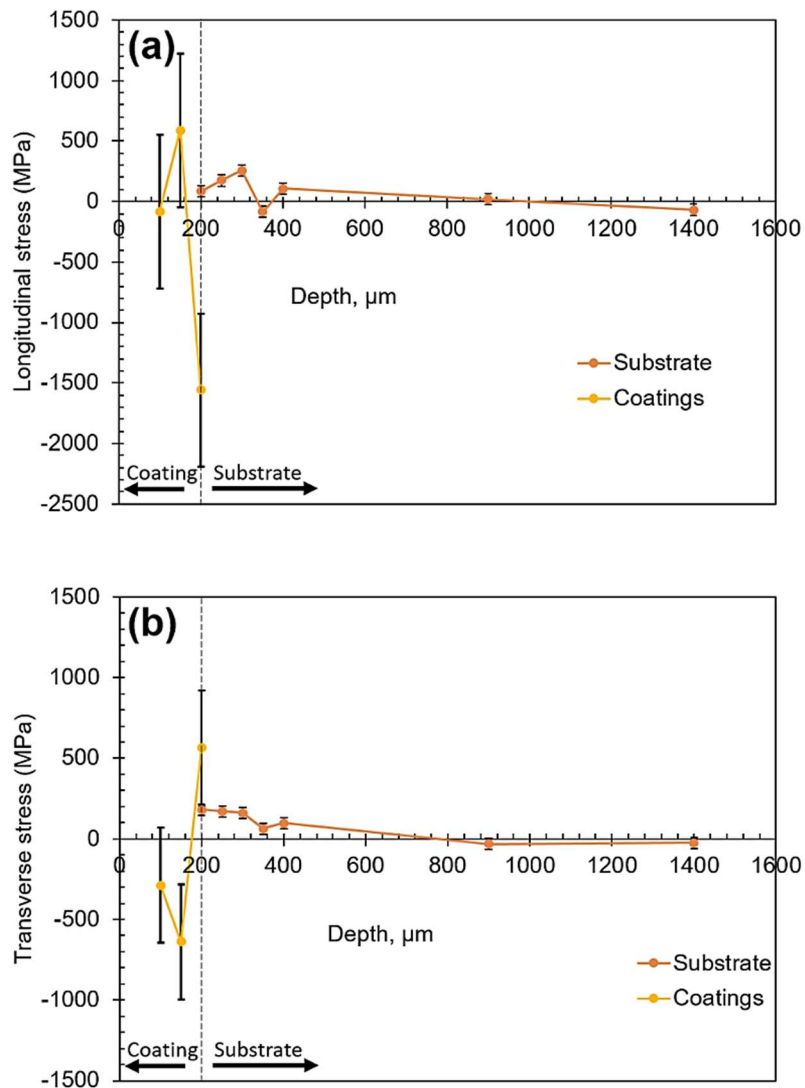 (a)
1500
1000
500
0
-500
-1000
-1500
-2000
-2500
Longitudinal stress (MPa)
0 200 400 600 800 1000 1200 1400 1600
Depth, µm
Substrate
Coatings
Coating Substrate
(b)
1500
1000
500
0
-500
-1000
-1500
Transverse stress (MPa)
0 200 400 600 800 1000 1200 1400 1600
Depth, µm
Substrate
Coatings
Coating Substrate